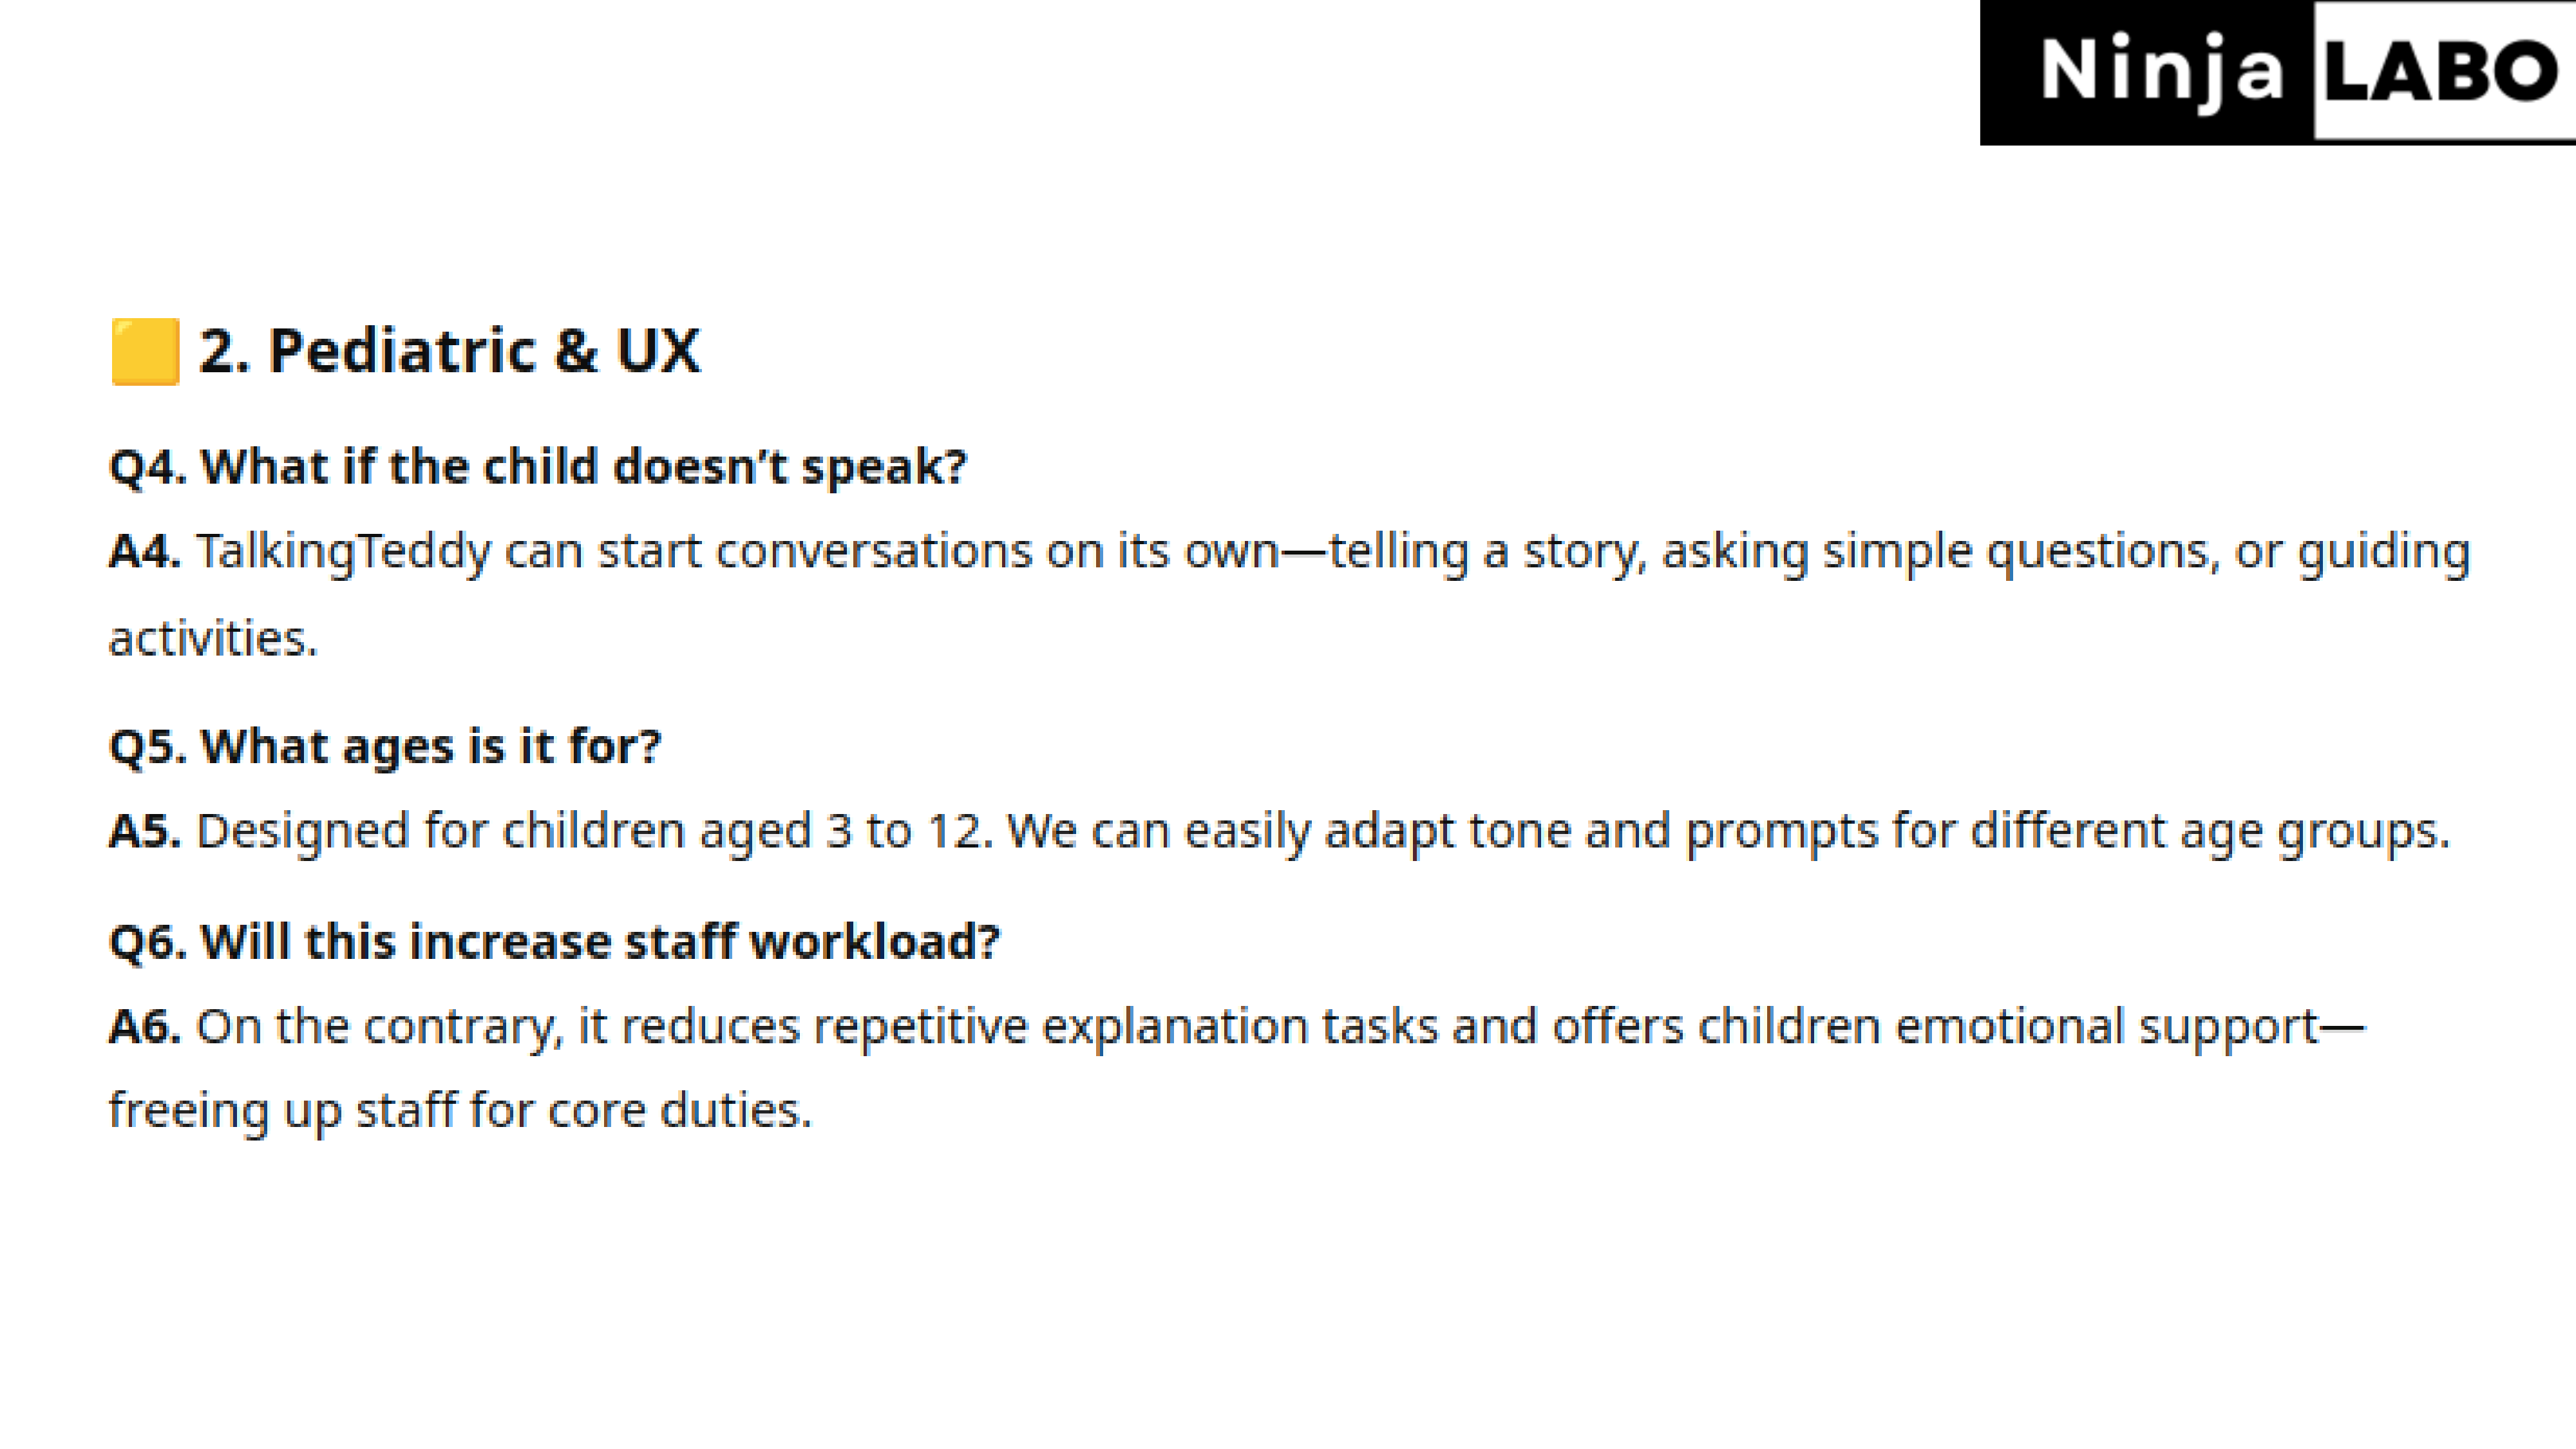 Ninja LABO
🟨 2. Pediatric & UX
Q4. What if the child doesn’t speak?
A4. TalkingTeddy can start conversations on its own—telling a story, asking simple questions, or guiding
activities.
Q5. What ages is it for?
A5. Designed for children aged 3 to 12. We can easily adapt tone and prompts for different age groups.
Q6. Will this increase staff workload?
A6. On the contrary, it reduces repetitive explanation tasks and offers children emotional support—
freeing up staff for core duties.